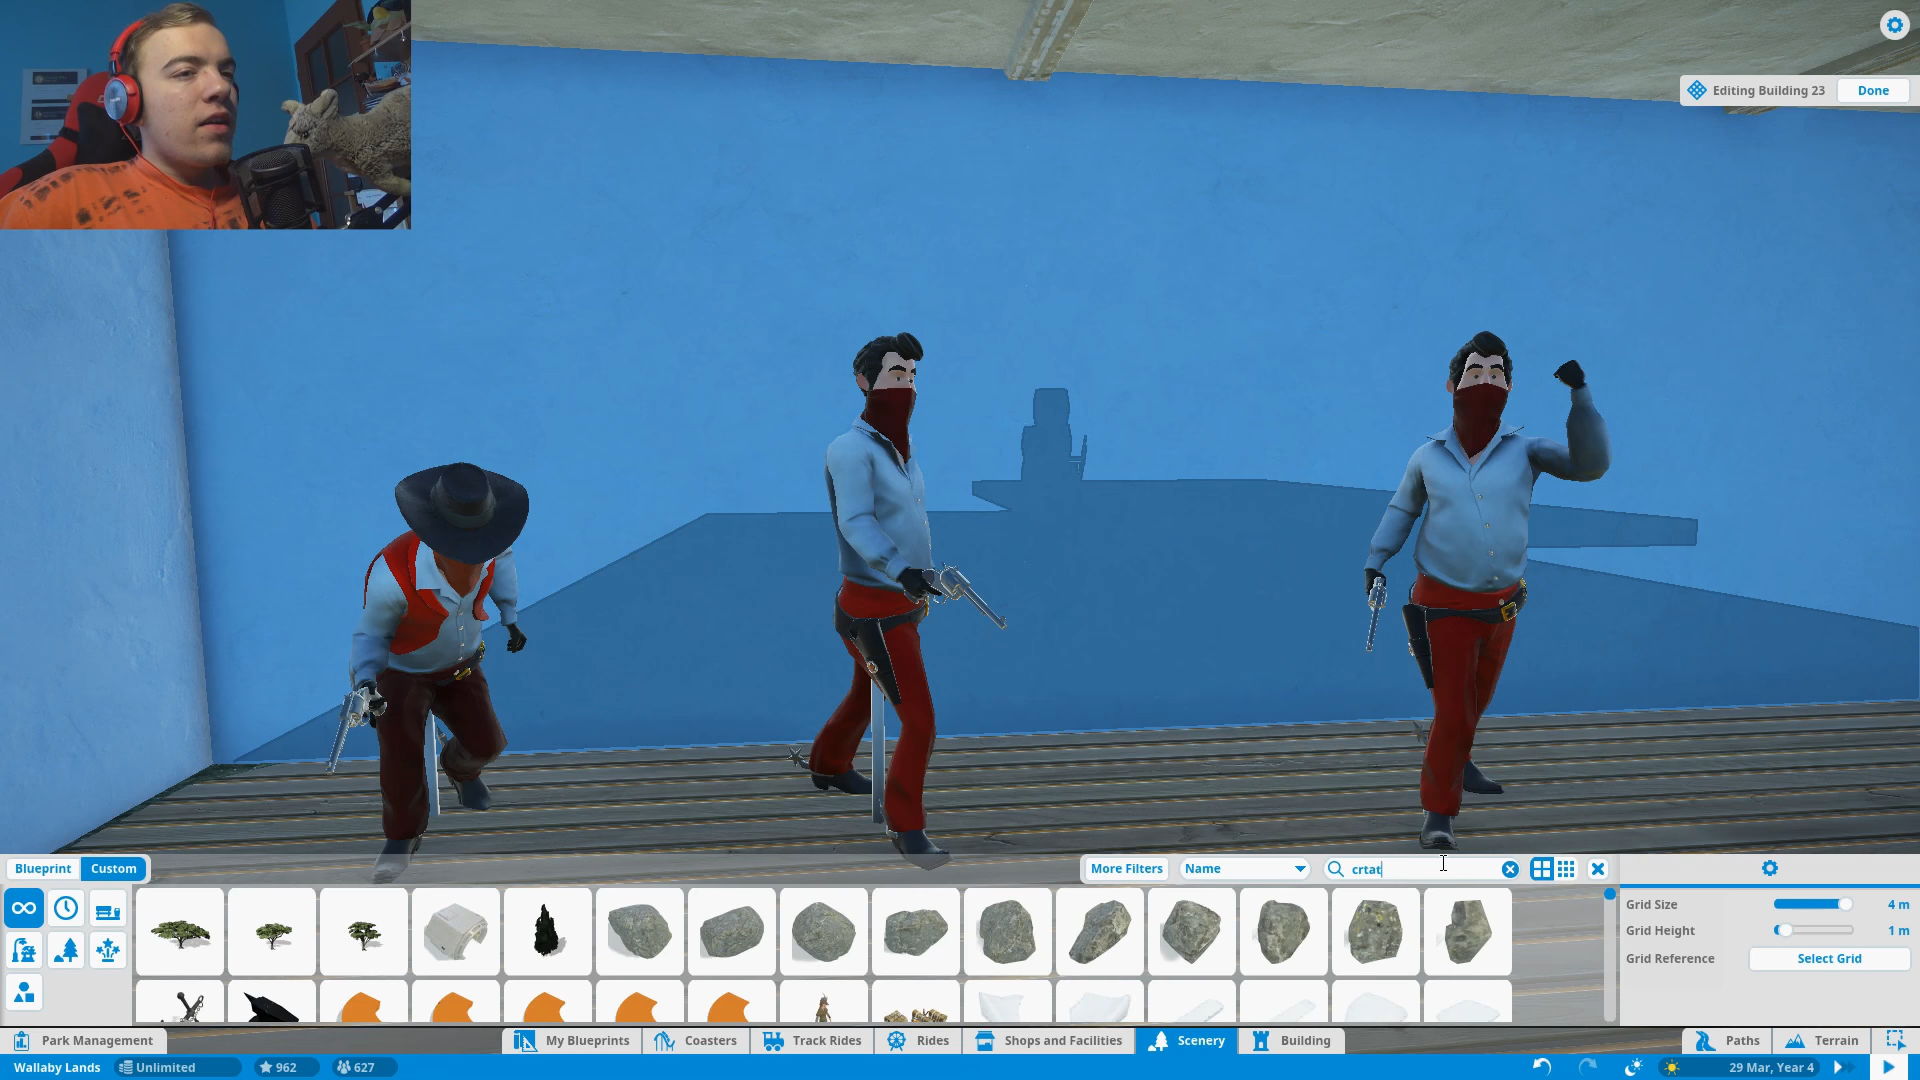 Editing Building 23 Done
Blueprint Custom
More Filters Name crtat
Grid Size 4 m
Grid Height 1 m
Grid Reference Select Grid
Park Management My Blueprints Coasters Track Rides Rides Shops and Facilities Scenery Building Paths Terrain
Wallaby Lands Unlimited 962 627 29 Mar, Year 4